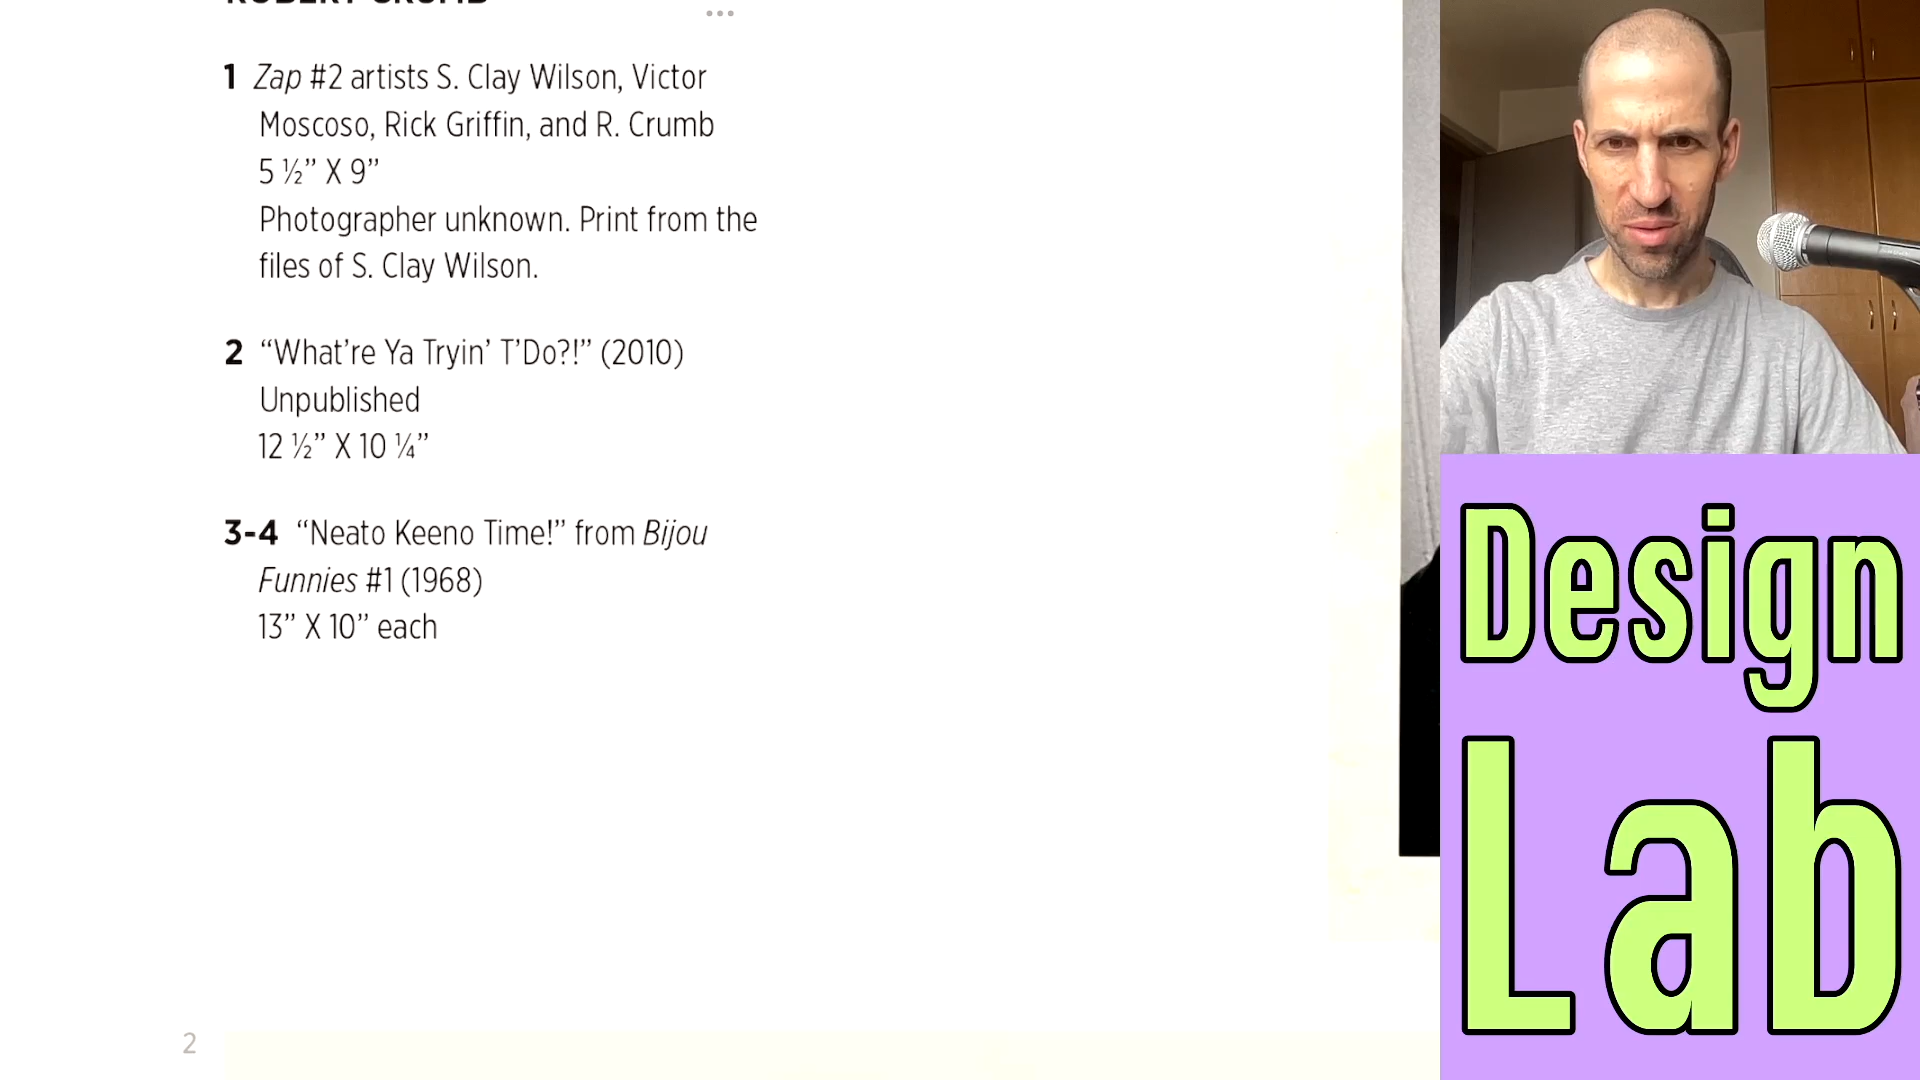 ROBERT CRUMB
1 Zap #2 artists S. Clay Wilson, Victor
Moscoso, Rick Griffin, and R. Crumb
5 ½” X 9”
Photographer unknown. Print from the
files of S. Clay Wilson.
2 “What’re Ya Tryin’ T’Do?!” (2010)
Unpublished
12 ½” X 10 ¼”
3-4 “Neato Keeno Time!” from Bijou
Funnies #1 (1968)
13” X 10” each
2
Design
Lab